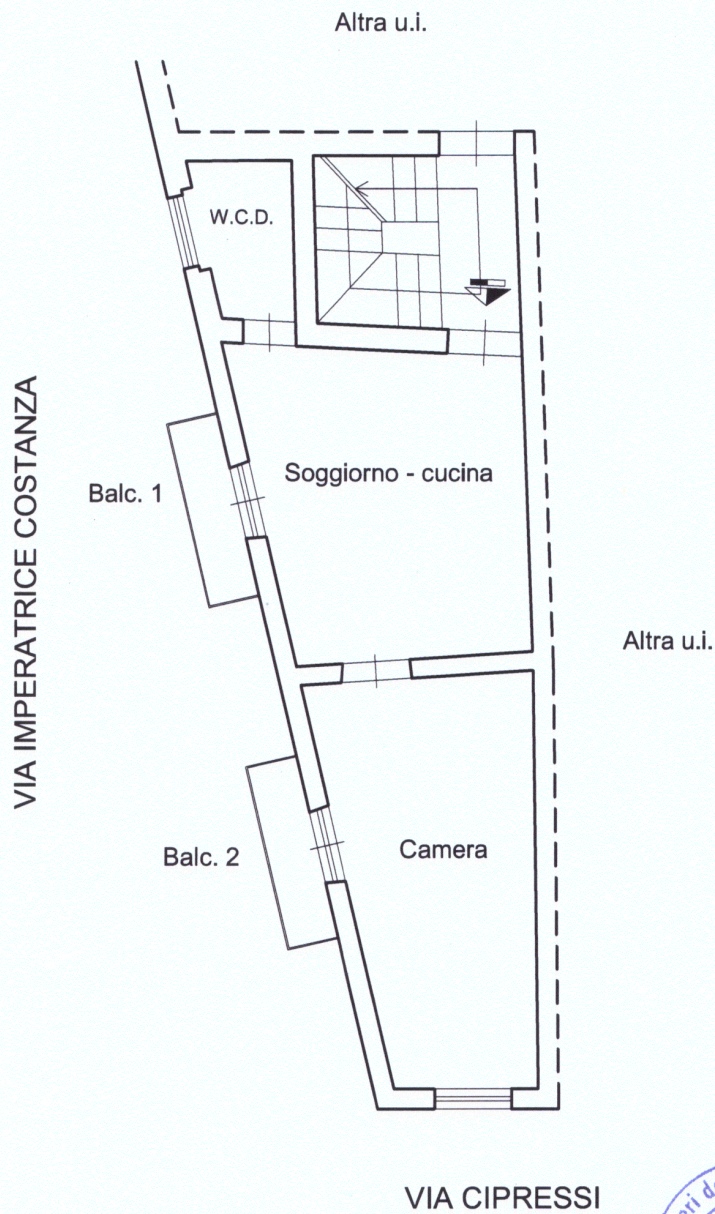 Altra u.i.
W.C.D.
VIA IMPERATRICE COSTANZA
Balc. 1
Soggiorno - cucina
Altra u.i.
Balc. 2
Camera
VIA CIPRESSI